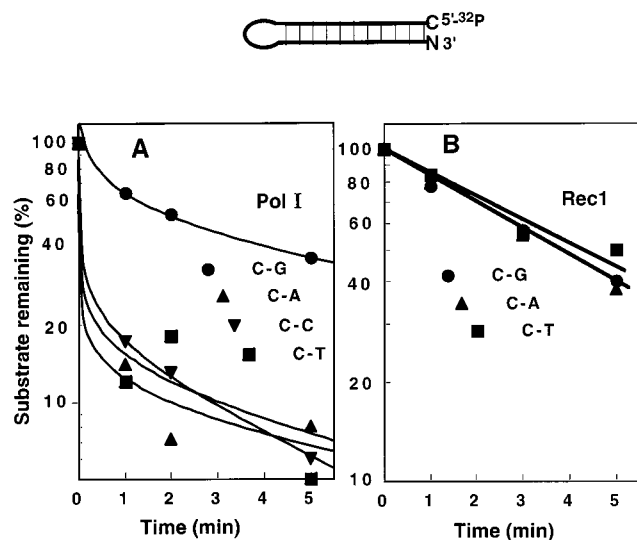 C 5'-³²P
N 3'
A
B
Substrate remaining (%)
100
80
60
40
20
10
Pol I
C-G
C-A
C-C
C-T
0 1 2 3 4 5
Time (min)
100
80
60
40
20
10
Rec1
C-G
C-A
C-T
0 1 2 3 4 5
Time (min)